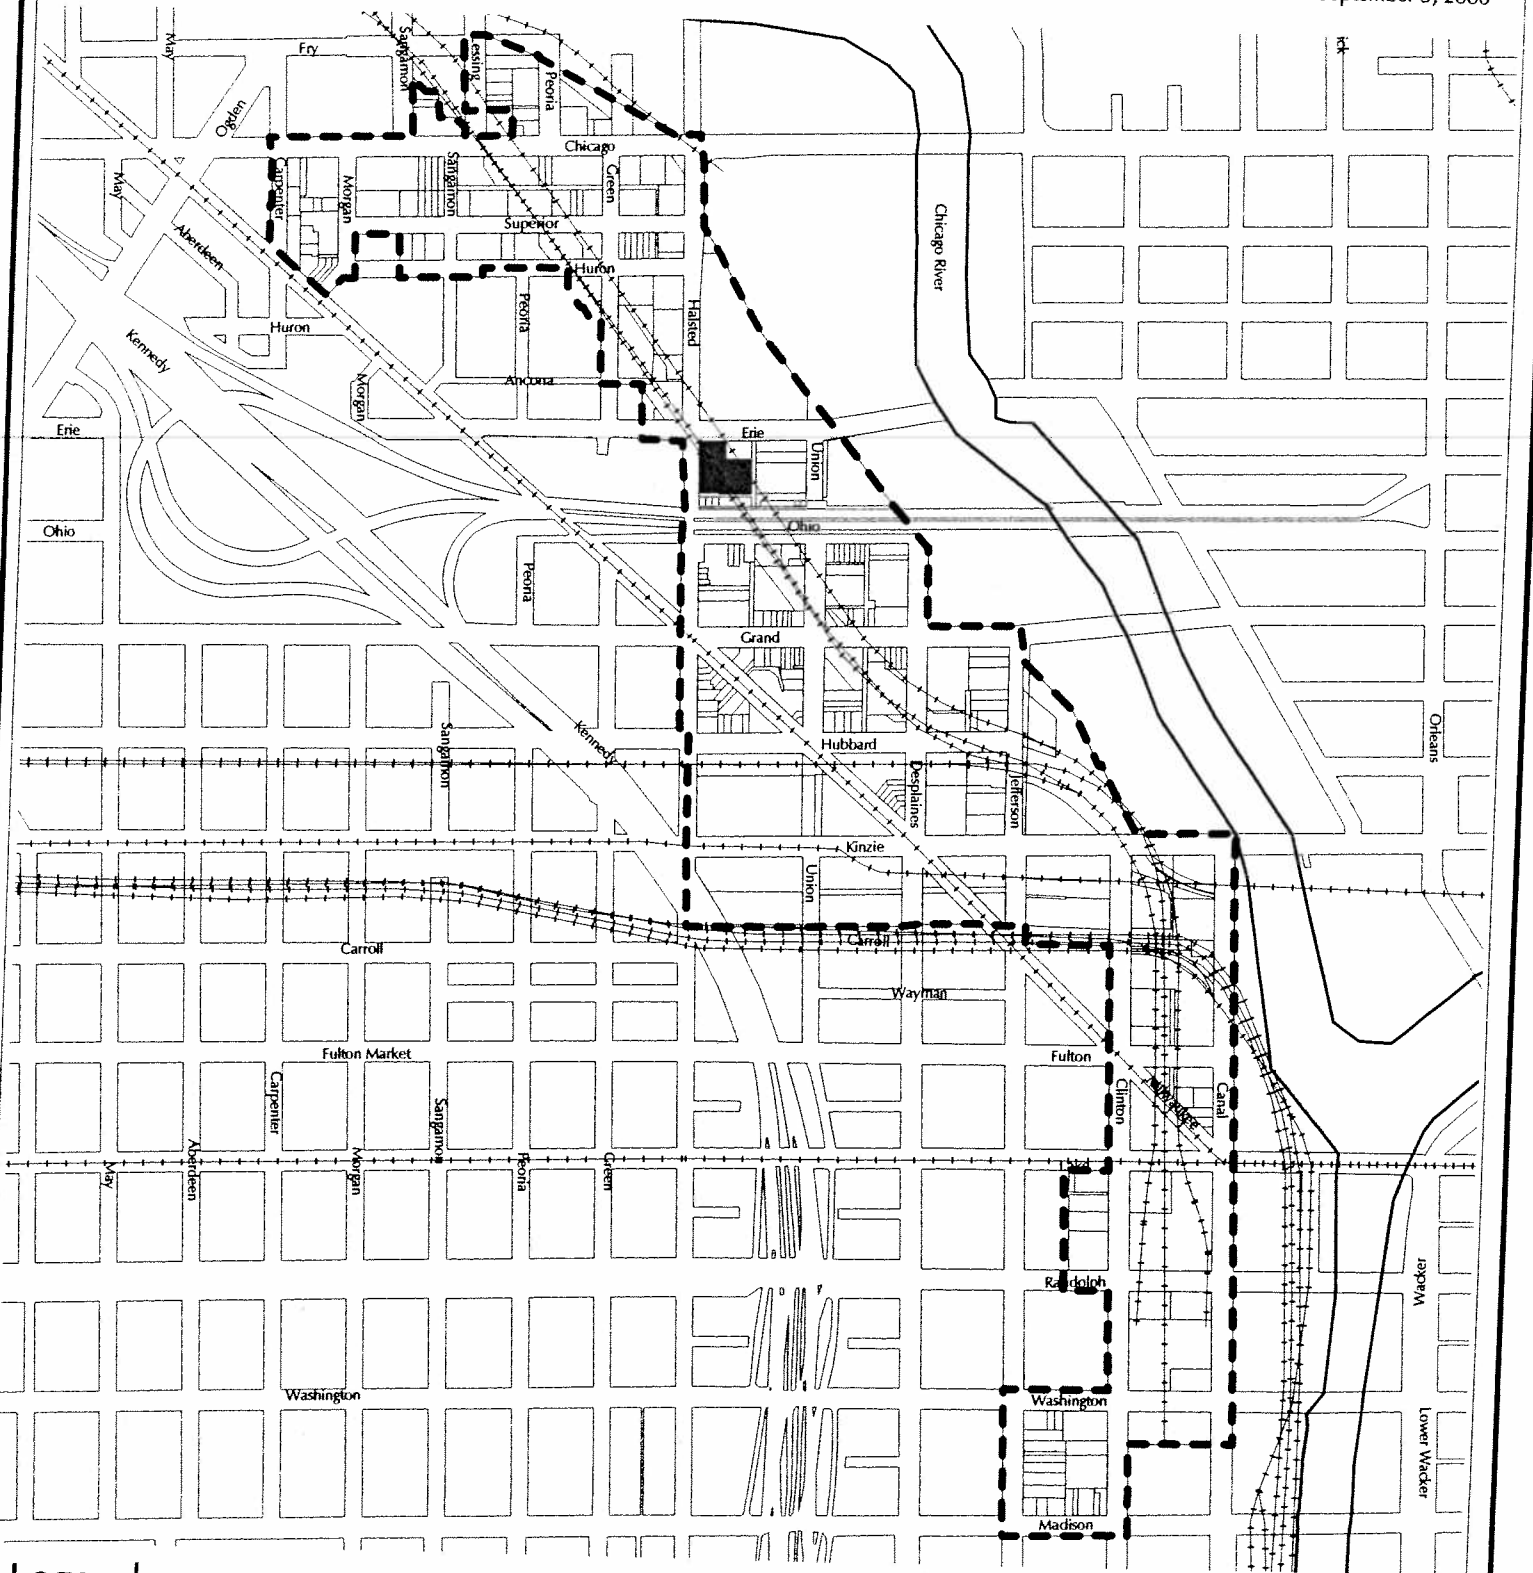 May
Fry
Sangamon
Lessing
Peoria
Ogden
Chicago
May
Carpenter
Morgan
Sangamon
Green
Chicago River
Superior
Aberdeen
Huron
Peoria
Halsted
Huron
Kennedy
Ancona
Morgan
Erie
Erie
Union
Ohio
Ohio
Peoria
Grand
Sangamon
Kennedy
Hubbard
Orleans
Desplaines
Jefferson
Kinzie
Union
Carroll
Carroll
Wayman
Fulton Market
Fulton
Carpenter
Sangamon
Clinton
Milwaukee
Canal
May
Aberdeen
Morgan
Peoria
Green
Randolph
Wacker
Washington
Washington
Lower Wacker
Madison